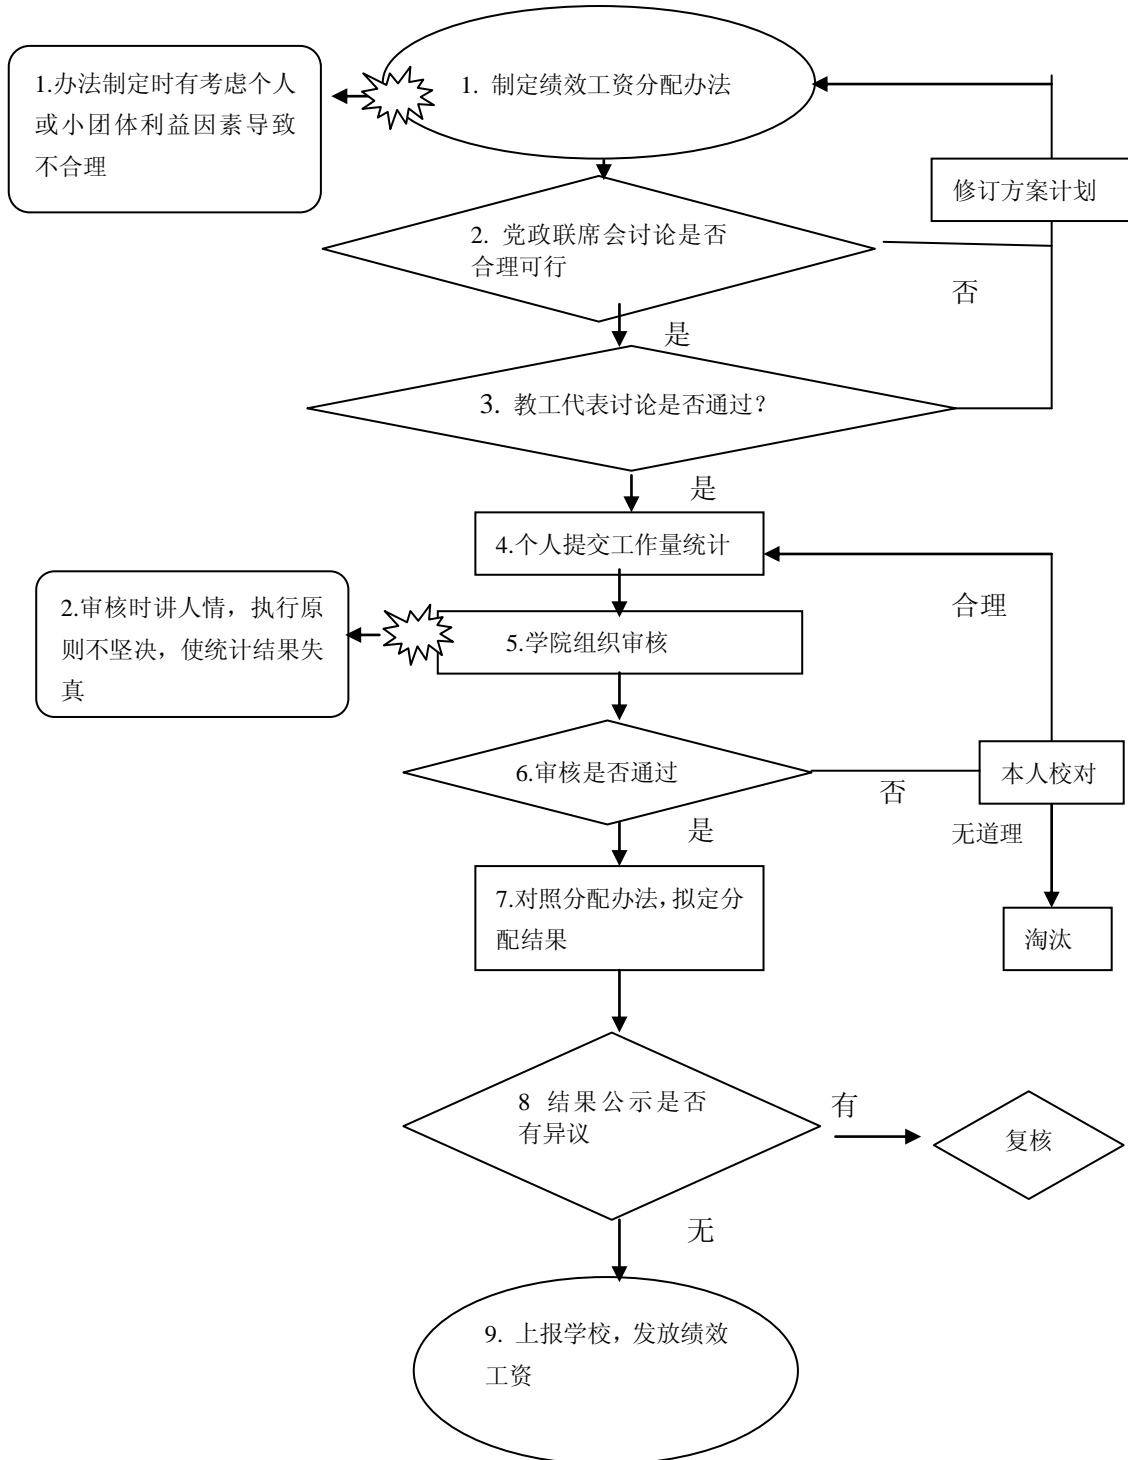 1.办法制定时有考虑个人
或小团体利益因素导致
不合理
1. 制定绩效工资分配办法
修订方案计划
2. 党政联席会讨论是否
合理可行
否
是
3. 教工代表讨论是否通过？
是
4.个人提交工作量统计
合理
2.审核时讲人情，执行原
则不坚决，使统计结果失
真
5.学院组织审核
6.审核是否通过
否
本人校对
是
无道理
7.对照分配办法，拟定分
配结果
淘汰
8 结果公示是否
有异议
有
复核
无
9. 上报学校，发放绩效
工资